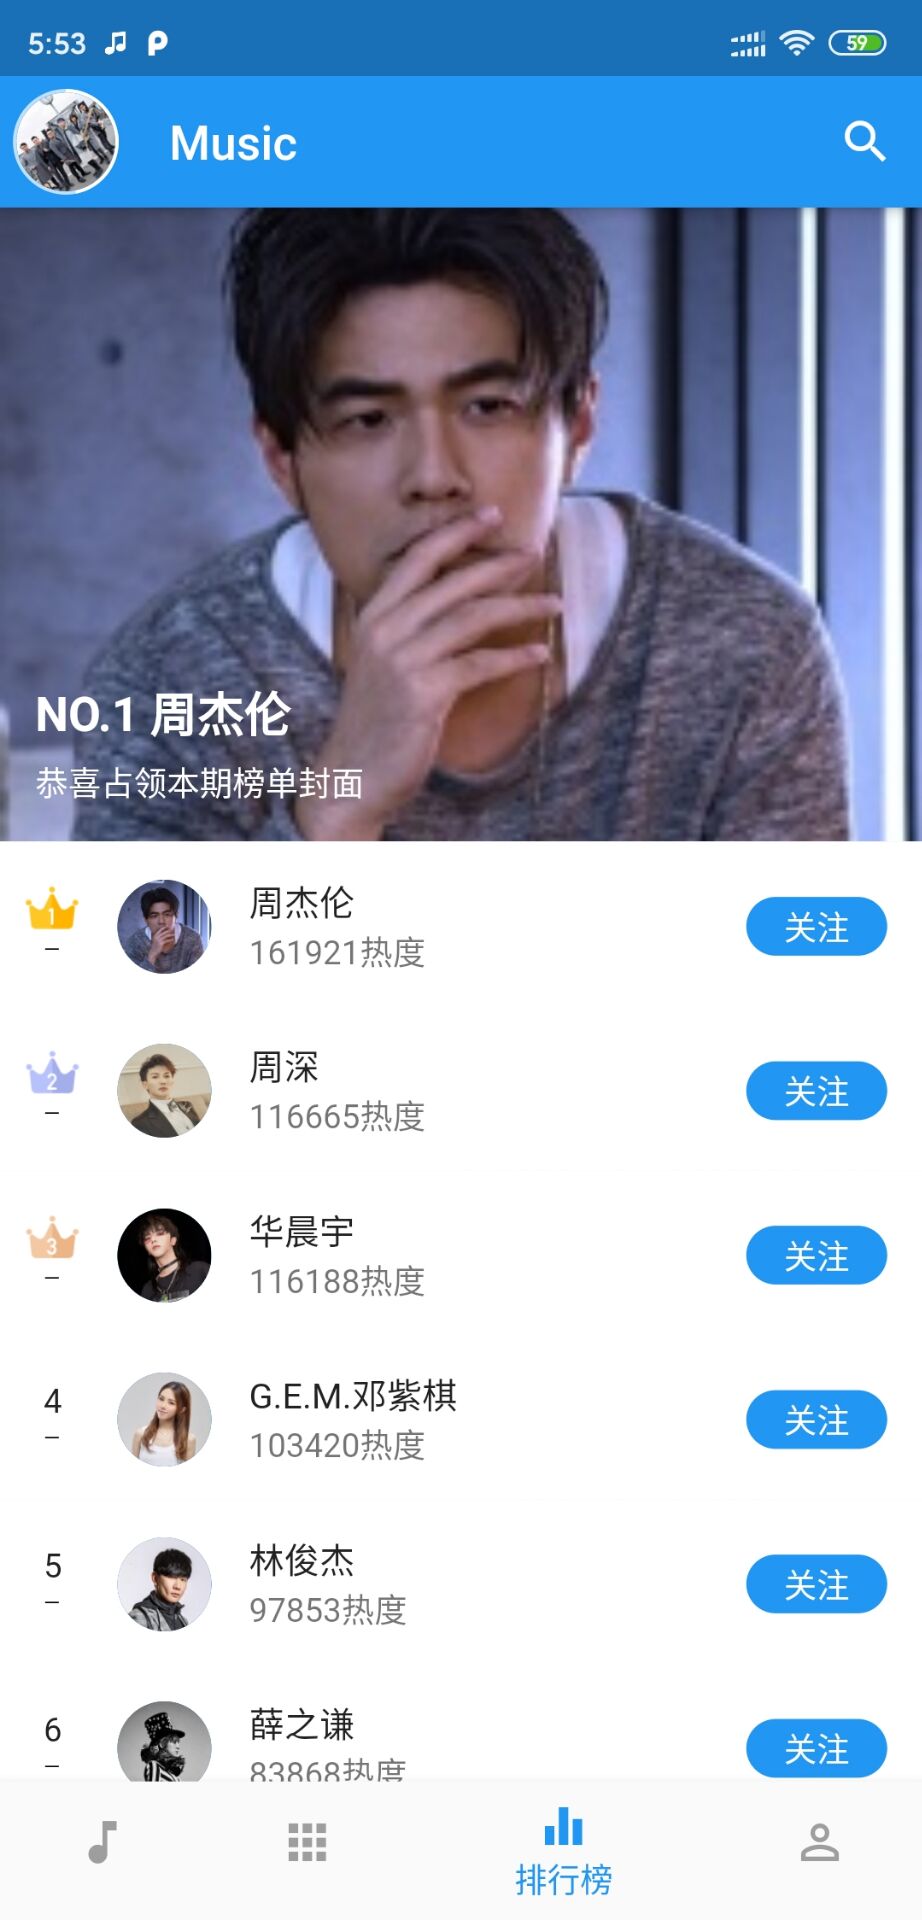 5:53
59
Music
NO.1 周杰伦
恭喜占领本期榜单封面
1
周杰伦
161921热度
关注
2
周深
116665热度
关注
3
华晨宇
116188热度
关注
4
G.E.M.邓紫棋
103420热度
关注
5
林俊杰
97853热度
关注
6
薛之谦
83868热度
关注
排行榜